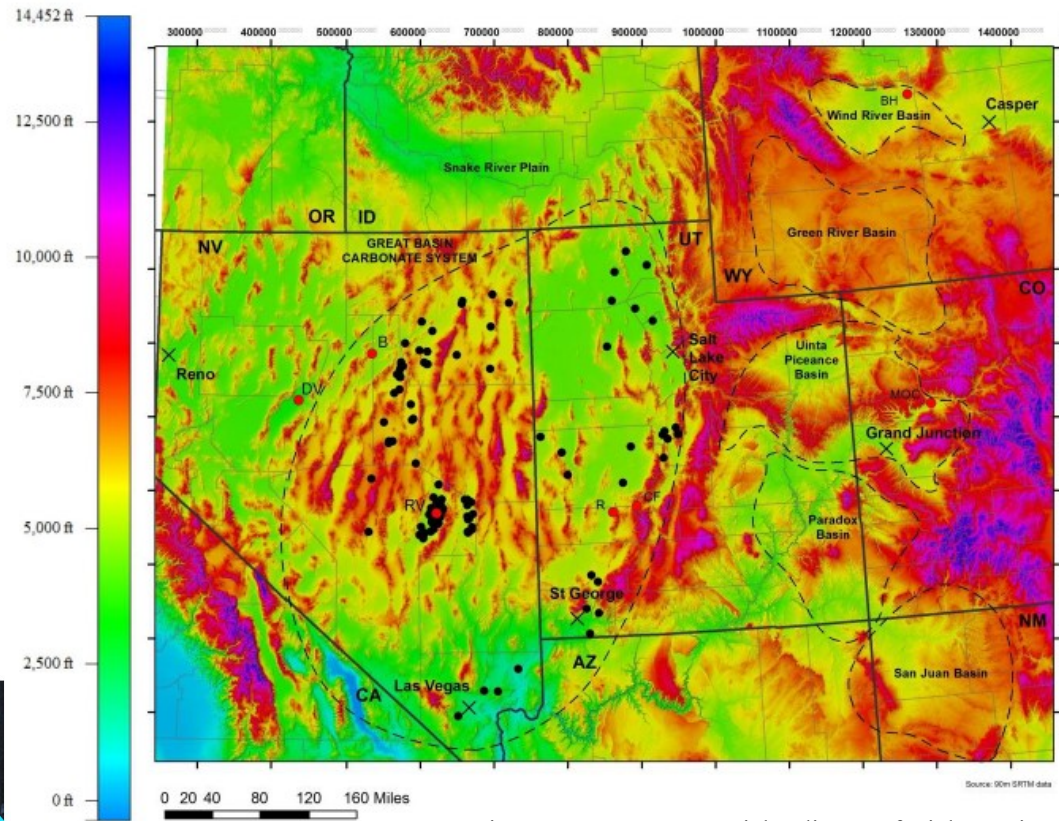 14,452 ft
12,500 ft
10,000 ft
7,500 ft
5,000 ft
2,500 ft
0 ft
300000 400000 500000 600000 700000 800000 900000 1000000 1100000 1200000 1300000 1400000
BH
Wind River Basin
Casper
Snake River Plain
OR
ID
NV
GREAT BASIN
CARBONATE SYSTEM
UT
Green River Basin
WY
CO
Reno
B
DV
Salt
Lake
City
Uinta
Piceance
Basin
MOC
Grand Junction
RV
R
CF
Paradox
Basin
St George
NM
AZ
San Juan Basin
CA
Las Vegas
Source: 90m SRTM data
0 20 40 80 120 160 Miles